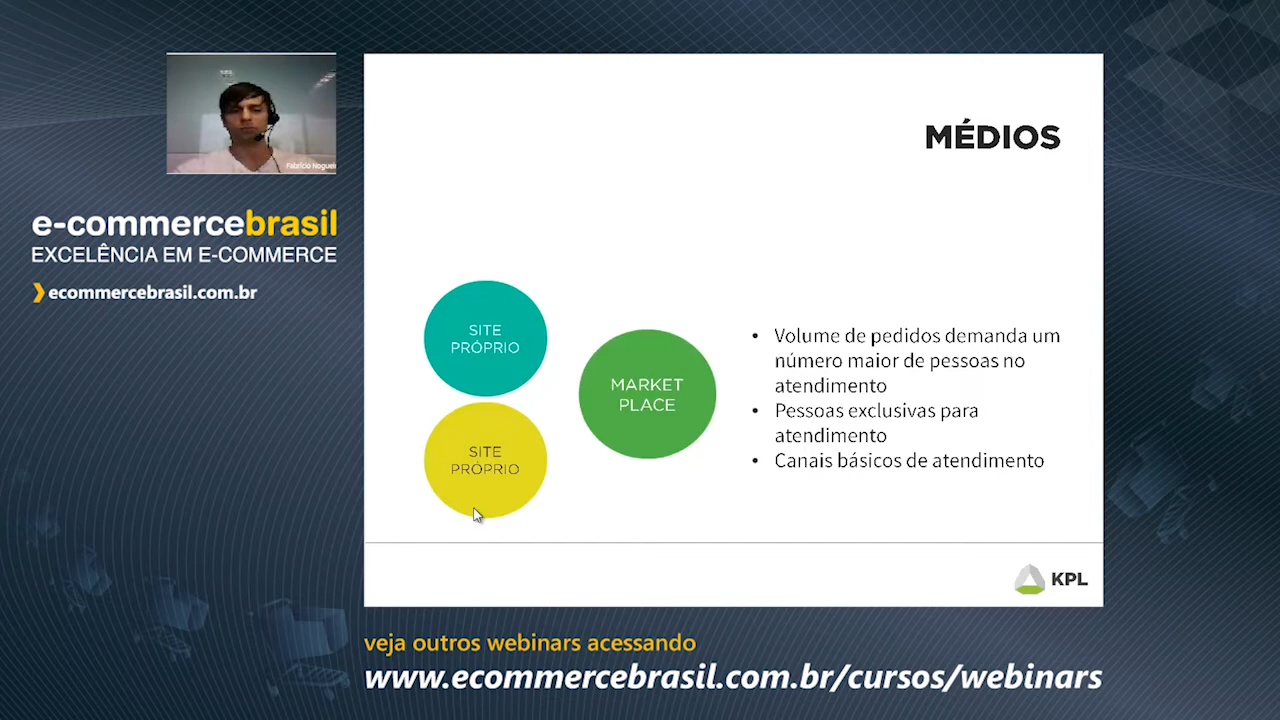 Fabrício Nogueir
e-commercebrasil
EXCELÊNCIA EM E-COMMERCE
ecommercebrasil.com.br
MÉDIOS
SITE
PRÓPRIO
SITE
PRÓPRIO
MARKET
PLACE
• Volume de pedidos demanda um
número maior de pessoas no
atendimento
• Pessoas exclusivas para
atendimento
• Canais básicos de atendimento
KPL
veja outros webinars acessando
www.ecommercebrasil.com.br/cursos/webinars